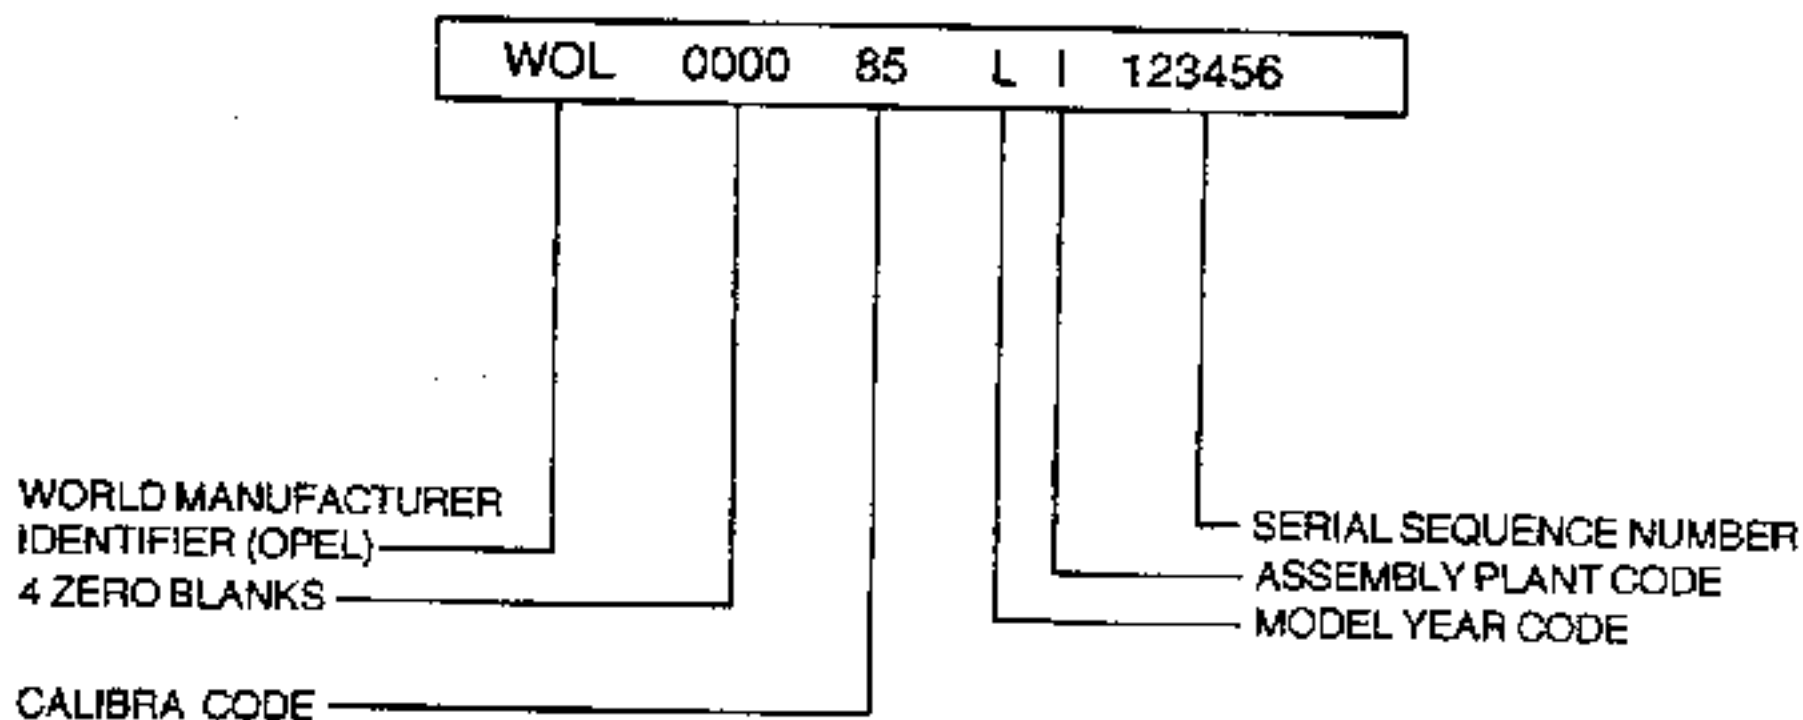 WOL 0000 85 L I 123456
WORLD MANUFACTURER
IDENTIFIER (OPEL)
4 ZERO BLANKS
CALIBRA CODE
SERIAL SEQUENCE NUMBER
ASSEMBLY PLANT CODE
MODEL YEAR CODE